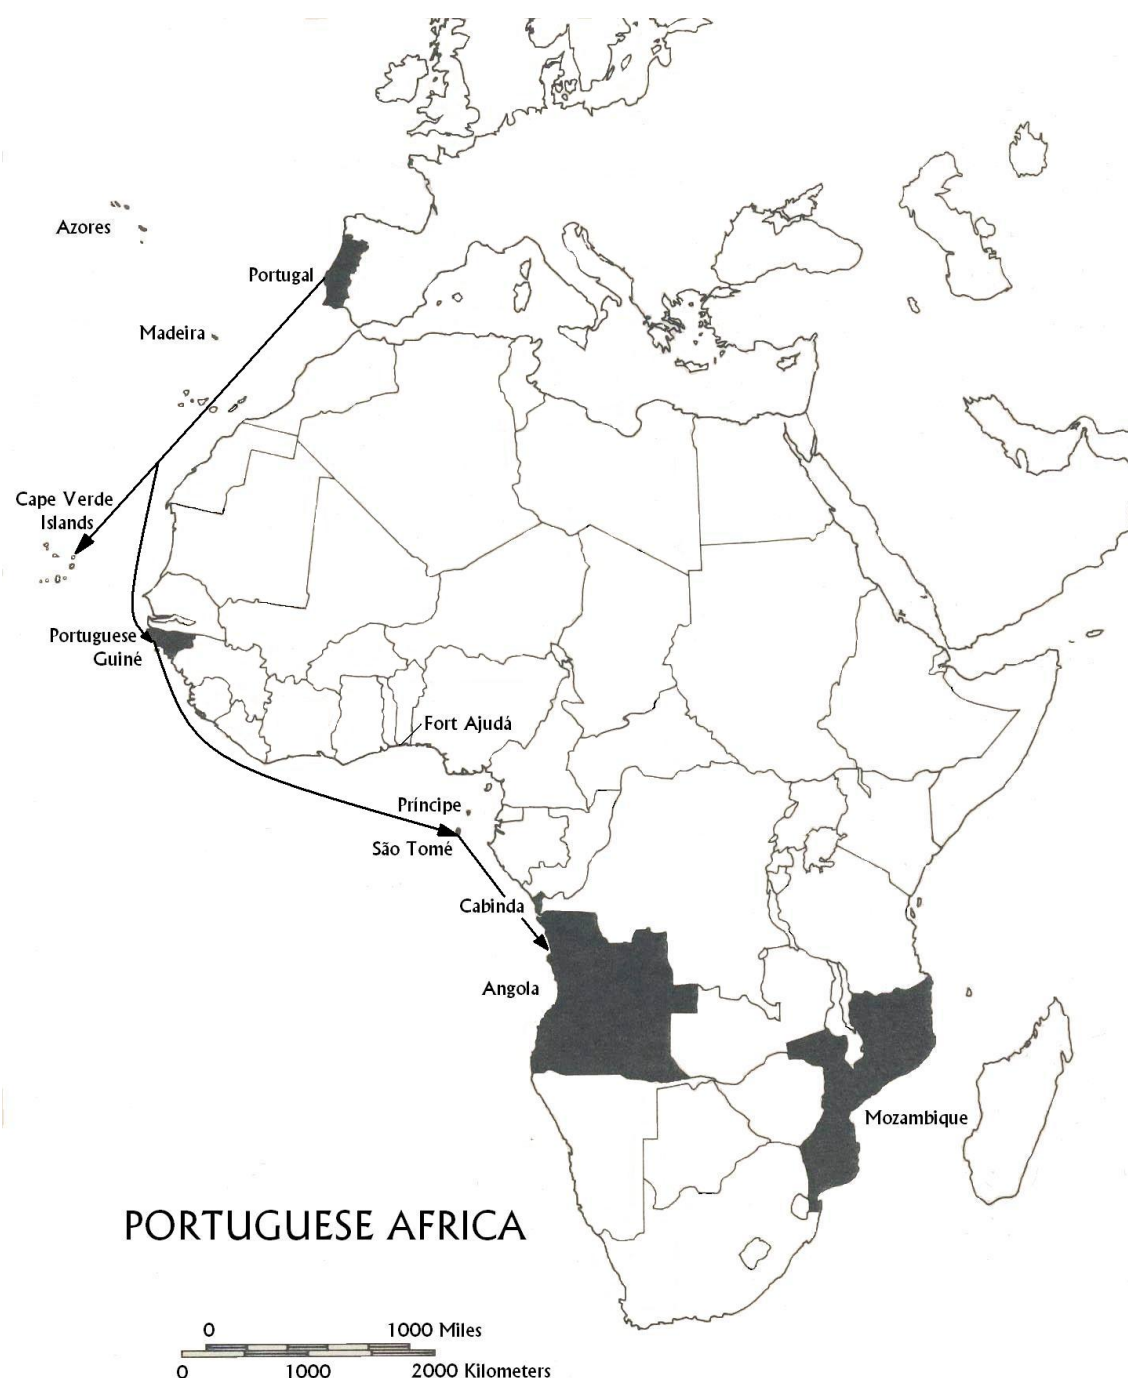 Azores
Portugal
Madeira
Cape Verde
Islands
Portuguese
Guiné
Fort Ajudá
Príncipe
São Tomé
Cabinda
Angola
Mozambique
PORTUGUESE AFRICA
0 1000 Miles
0 1000 2000 Kilometers